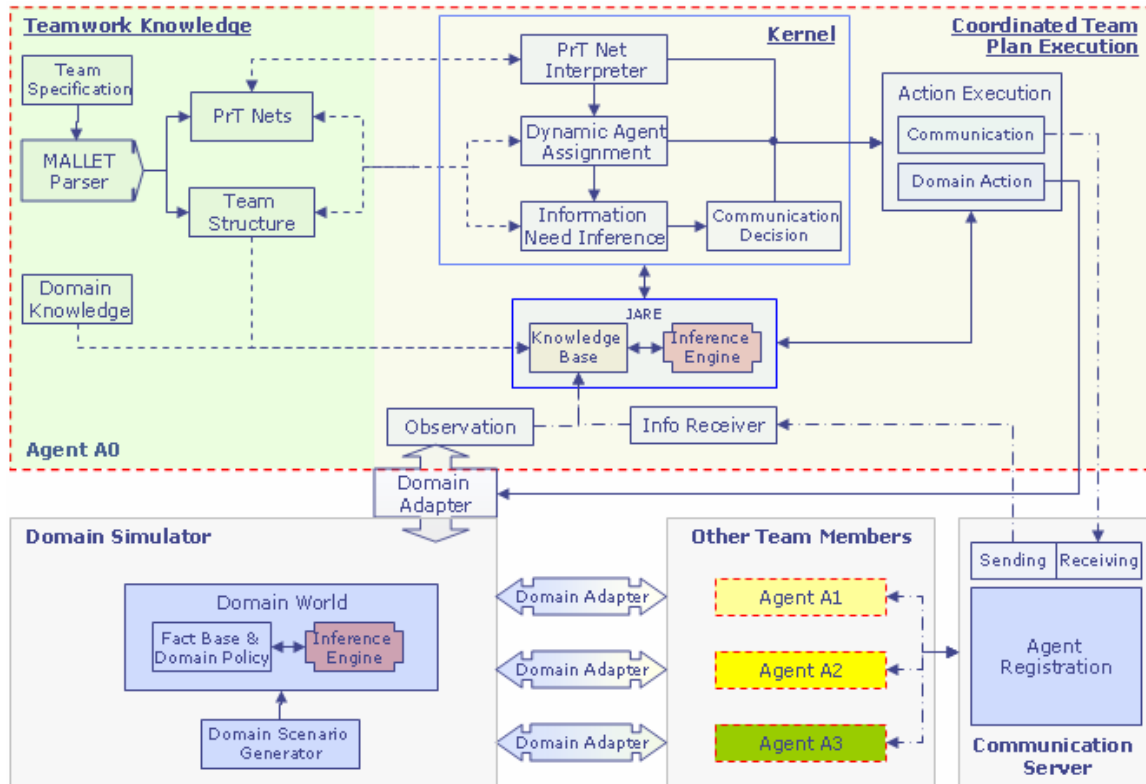 Teamwork Knowledge
Kernel
Coordinated Team
Plan Execution
Team
Specification
PrT Nets
MALLET
Parser
Team
Structure
Domain
Knowledge
PrT Net
Interpreter
Dynamic Agent
Assignment
Information
Need Inference
Communication
Decision
Action Execution
Communication
Domain Action
JARE
Knowledge
Base
Inference
Engine
Observation
Info Receiver
Agent A0
Domain
Adapter
Domain Simulator
Domain World
Fact Base &
Domain Policy
Inference
Engine
Domain Scenario
Generator
Domain Adapter
Domain Adapter
Domain Adapter
Other Team Members
Agent A1
Agent A2
Agent A3
Sending
Receiving
Agent
Registration
Communication
Server